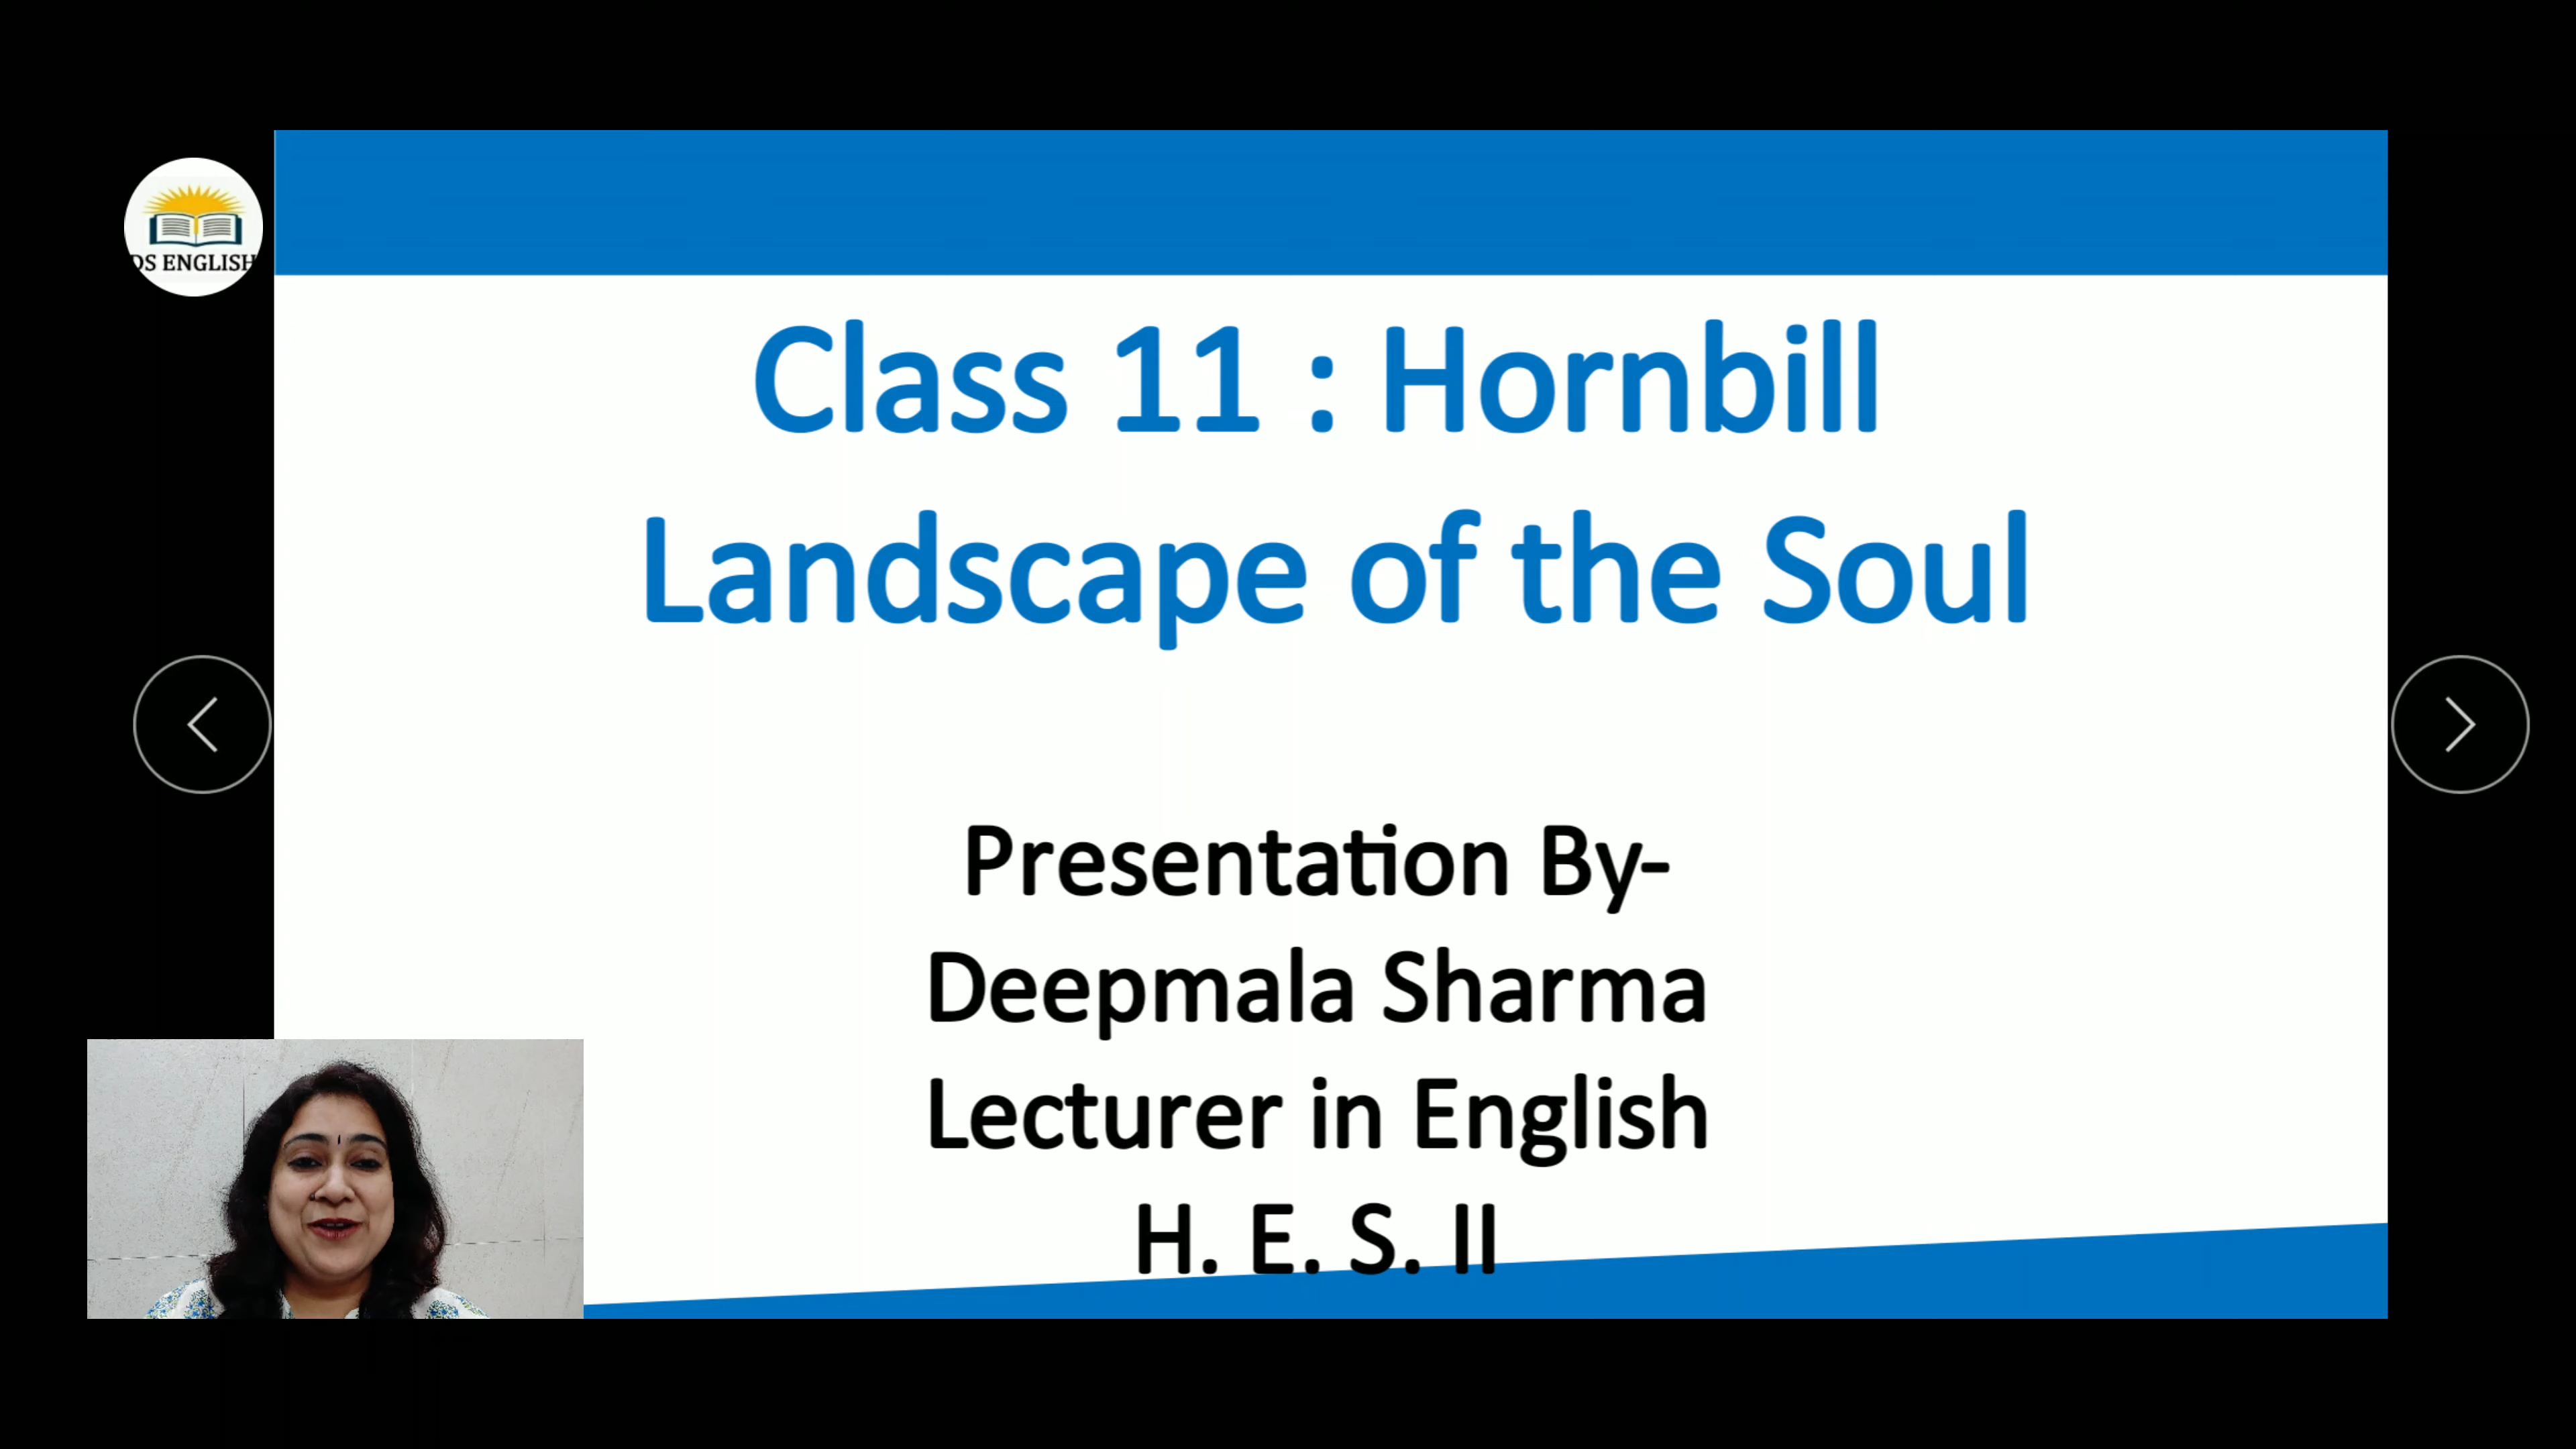 DS ENGLISH
Class 11 : Hornbill
Landscape of the Soul
Presentation By-
Deepmala Sharma
Lecturer in English
H. E. S. II